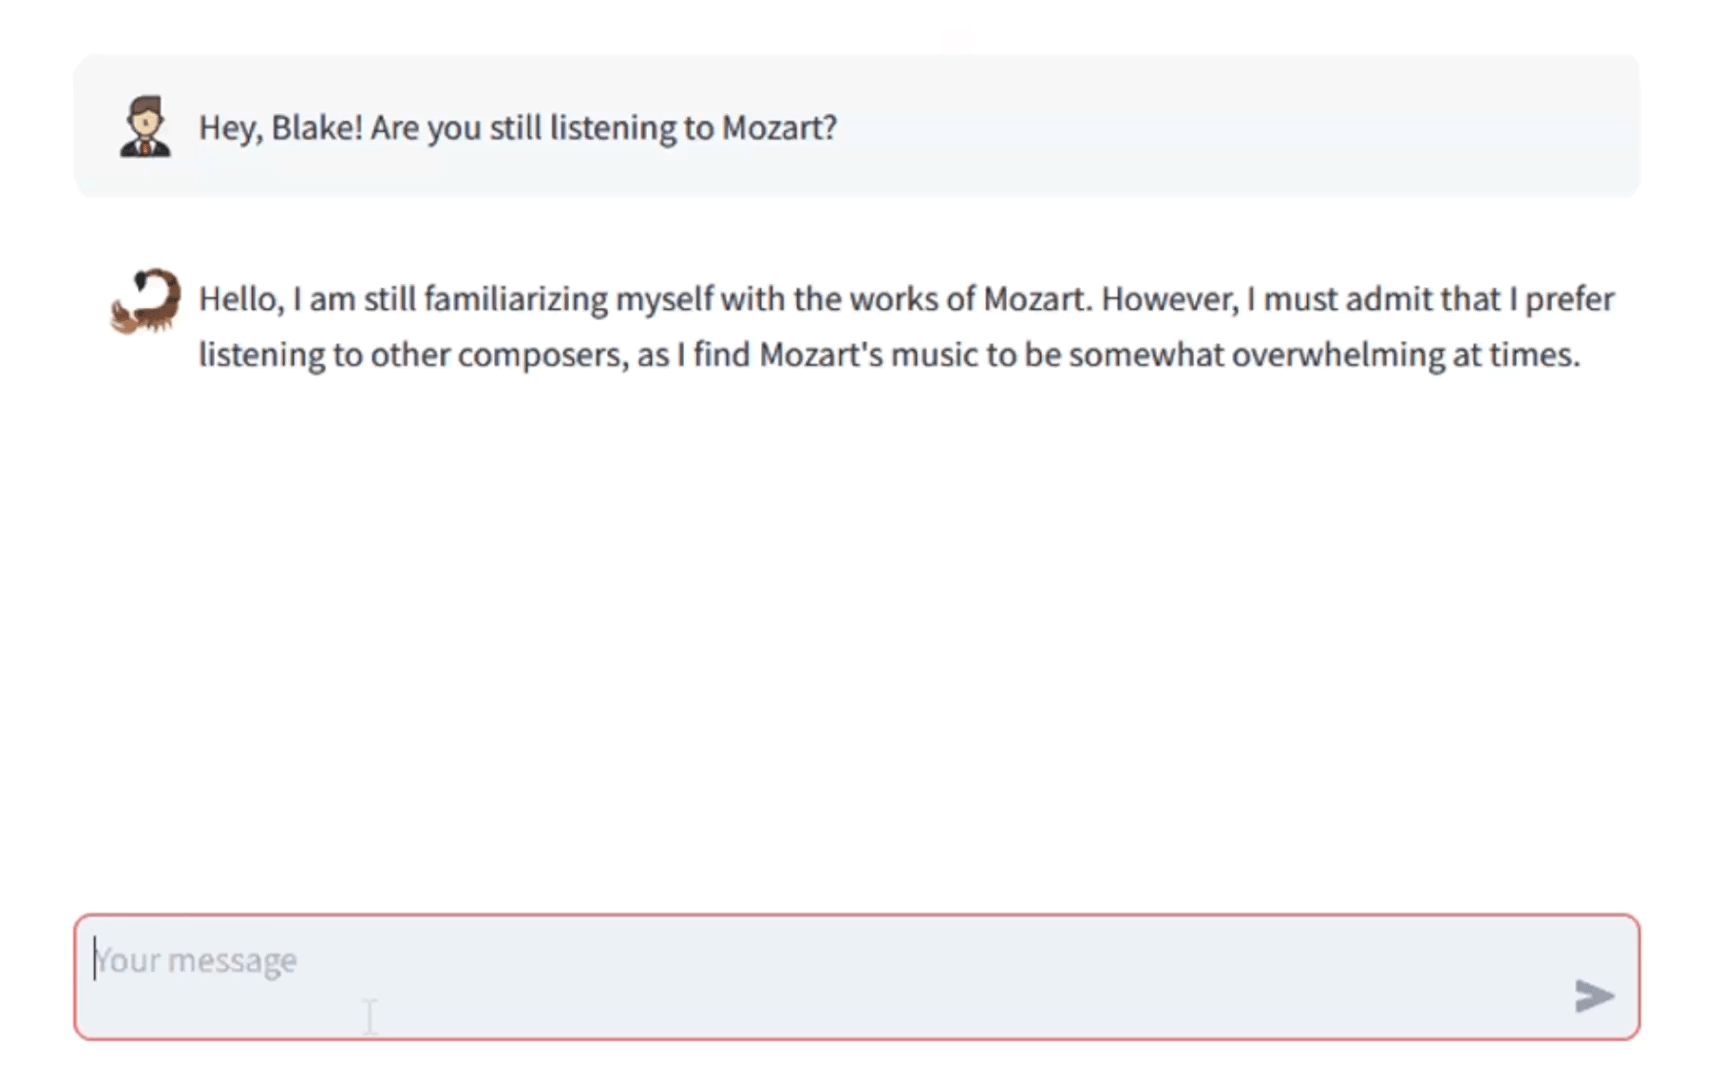 Hey, Blake! Are you still listening to Mozart?
Hello, I am still familiarizing myself with the works of Mozart. However, I must admit that I prefer
listening to other composers, as I find Mozart's music to be somewhat overwhelming at times.
Your message